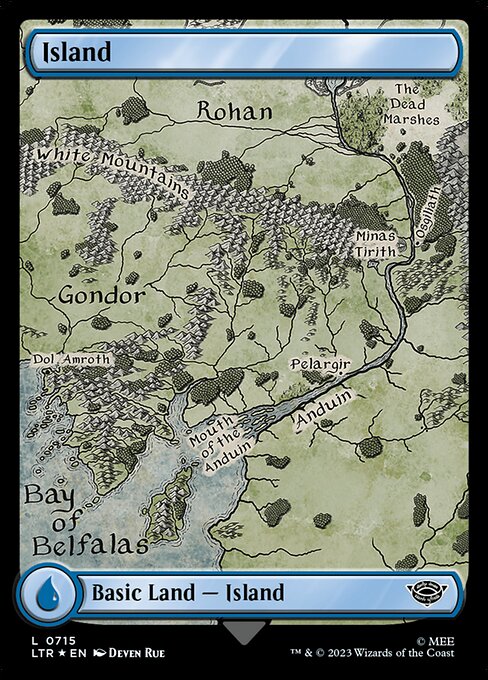 Island
Rohan
The
Dead
Marshes
White Mountains
Osgiliath
Minas
Tirith
Gondor
Dol Amroth
Pelargir
Anduin
Mouth
of the
Anduin
Bay
of
Belfalas
Basic Land — Island
L 0715
LTR ★ EN Deven Rue
© MEE
™ & © 2023 Wizards of the Coast